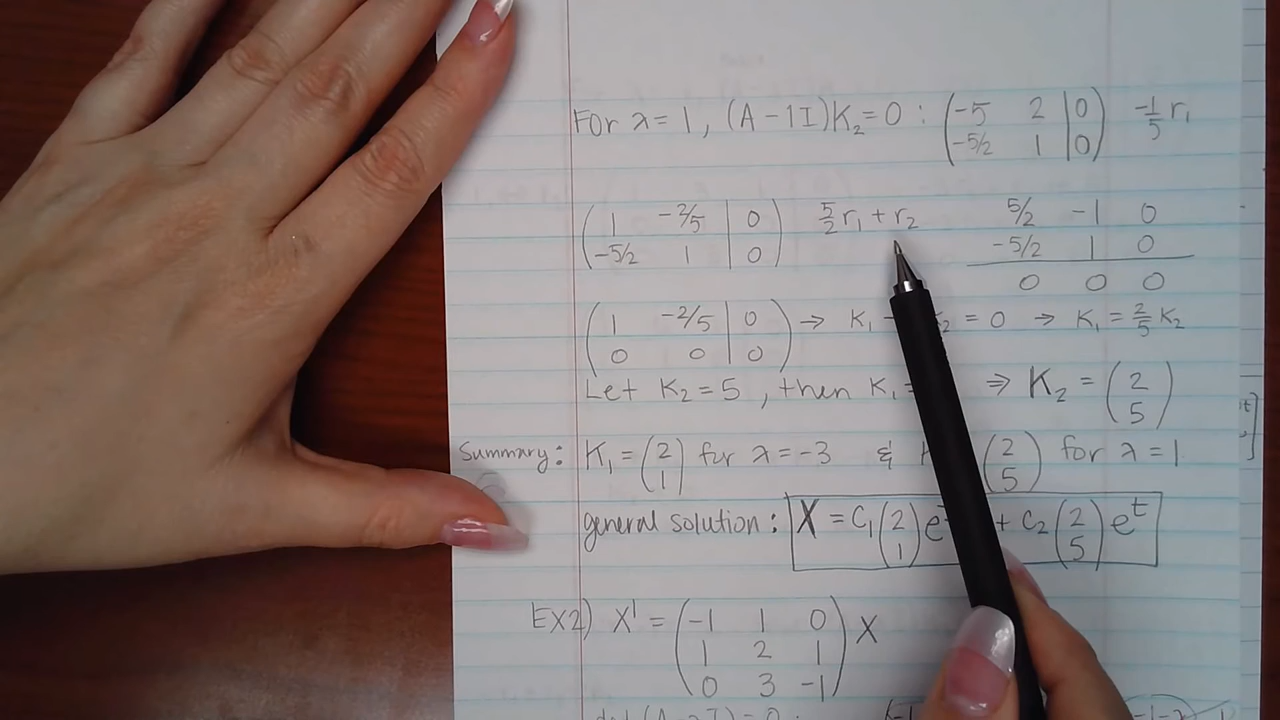 For λ = 1, (A - 1I)K₂ = 0 : (-5 2 | 0) -1/5 r₁
(-5/2 1 | 0)
(1 -2/5 | 0) 5/2 r₁ + r₂ 5/2 -1 0
(-5/2 1 | 0) -5/2 1 0
0 0 0
(1 -2/5 | 0) → K₁ - K₂ = 0 → K₁ = 2/5 K₂
(0 0 | 0)
Let K₂ = 5, then K₁ = ⇒ K₂ = (2 5)
Summary: K₁ = (2 1) for λ = -3 & (2 5) for λ = 1
general solution: X = C₁ (2 1) e + C₂ (2 5) e^t
EX2) X' = (-1 1 0) X
(1 2 1)
(0 3 -1)